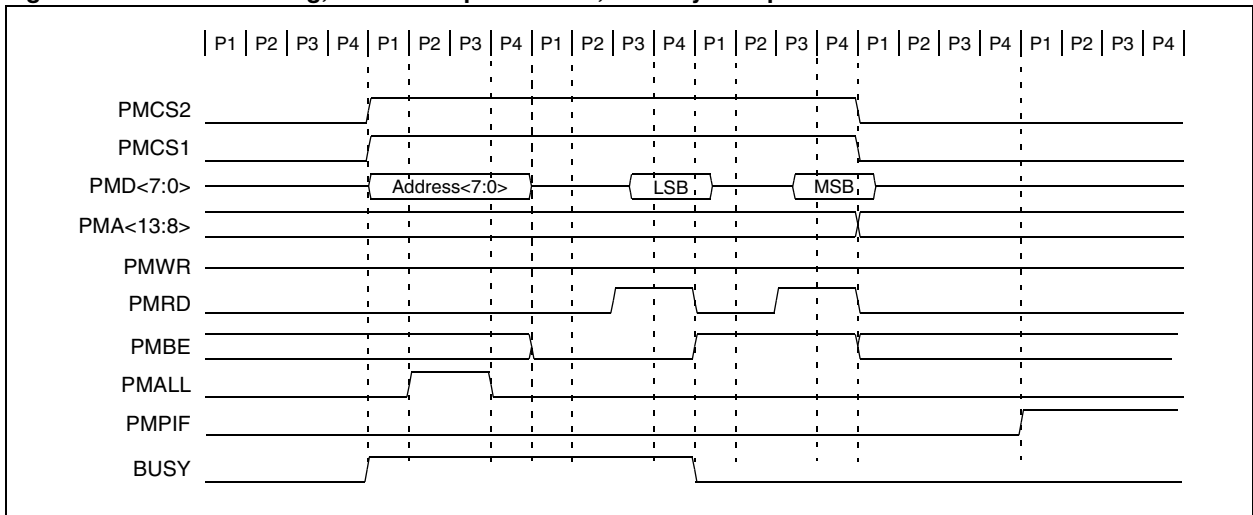 P1 P2 P3 P4 P1 P2 P3 P4 P1 P2 P3 P4 P1 P2 P3 P4 P1 P2 P3 P4 P1 P2 P3 P4
PMCS2
PMCS1
PMD<7:0> Address<7:0> LSB MSB
PMA<13:8>
PMWR
PMRD
PMBE
PMALL
PMPIF
BUSY